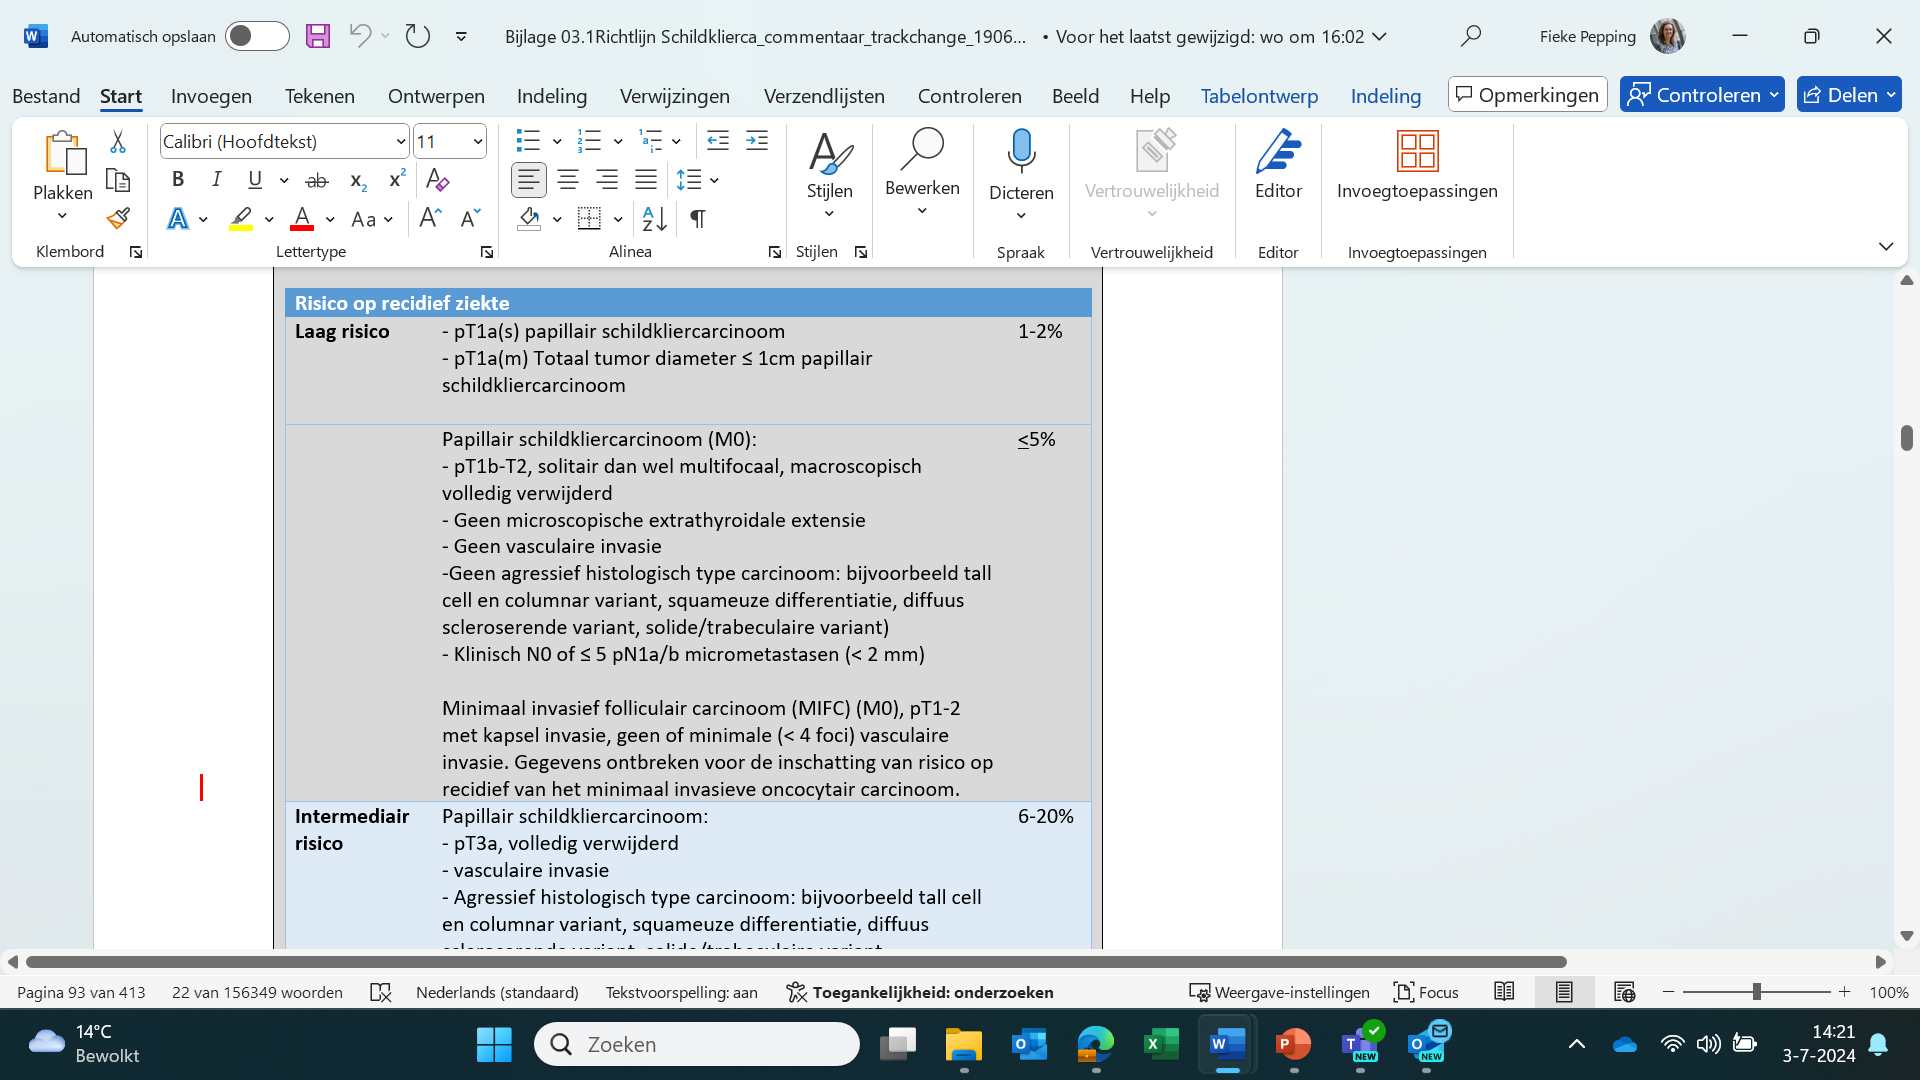 Automatisch opslaan
Bijlage 03.1Richtlijn Schildklierca_commentaar_trackchange_1906... • Voor het laatst gewijzigd: wo om 16:02
Fieke Pepping
Bestand Start Invoegen Tekenen Ontwerpen Indeling Verwijzingen Verzendlijsten Controleren Beeld Help Tabelontwerp Indeling Opmerkingen Controleren Delen
Calibri (Hoofdtekst) 11
Plakken
Stijlen
Bewerken
Dicteren
Vertrouwelijkheid
Editor
Invoegtoepassingen
Klembord Lettertype Alinea Stijlen Spraak Vertrouwelijkheid Editor Invoegtoepassingen
Risico op recidief ziekte
Laag risico - pT1a(s) papillair schildkliercarcinoom 1-2%
- pT1a(m) Totaal tumor diameter ≤ 1cm papillair
schildkliercarcinoom
Papillair schildkliercarcinoom (M0): <5%
- pT1b-T2, solitair dan wel multifocaal, macroscopisch
volledig verwijderd
- Geen microscopische extrathyroidale extensie
- Geen vasculaire invasie
-Geen agressief histologisch type carcinoom: bijvoorbeeld tall
cell en columnar variant, squameuze differentiatie, diffuus
scleroserende variant, solide/trabeculaire variant)
- Klinisch N0 of ≤ 5 pN1a/b micrometastasen (< 2 mm)
Minimaal invasief folliculair carcinoom (MIFC) (M0), pT1-2
met kapsel invasie, geen of minimale (< 4 foci) vasculaire
invasie. Gegevens ontbreken voor de inschatting van risico op
recidief van het minimaal invasieve oncocytair carcinoom.
Intermediair Papillair schildkliercarcinoom: 6-20%
risico - pT3a, volledig verwijderd
- vasculaire invasie
- Agressief histologisch type carcinoom: bijvoorbeeld tall cell
en columnar variant, squameuze differentiatie, diffuus
scleroserende variant, solide/trabeculaire variant
Pagina 93 van 413 22 van 156349 woorden Nederlands (standaard) Tekstvoorspelling: aan Toegankelijkheid: onderzoeken Weergave-instellingen Focus 100%
14°C
Bewolkt
Zoeken
NEW
NEW
14:21
3-7-2024